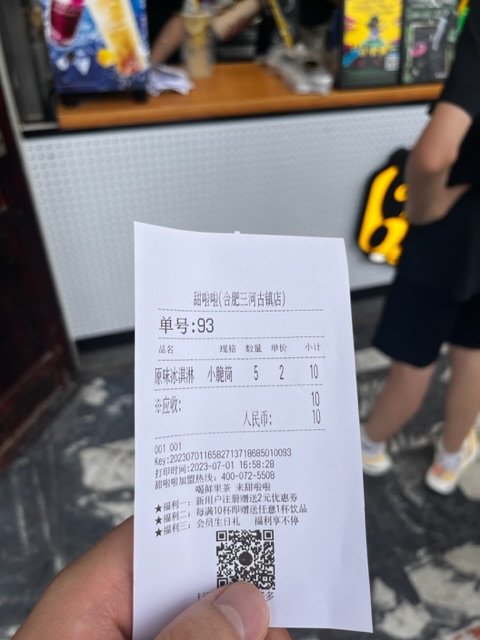 甜啦啦(合肥三河古镇店)
单号:93
品名 规格 数量 单价 小计
原味冰淇淋 小脆筒 5 2 10
※应收: 10
人民币: 10
001 001
Key:2023070116582713718685010093
打印时间:2023-07-01 16:58:28
甜啦啦加盟热线: 400-072-5508
喝鲜果茶 来甜啦啦
★福利一: 新用户注册赠送2元优惠券
★福利二: 每满10杯即赠送任意1杯饮品
★福利三: 会员生日礼 福利享不停